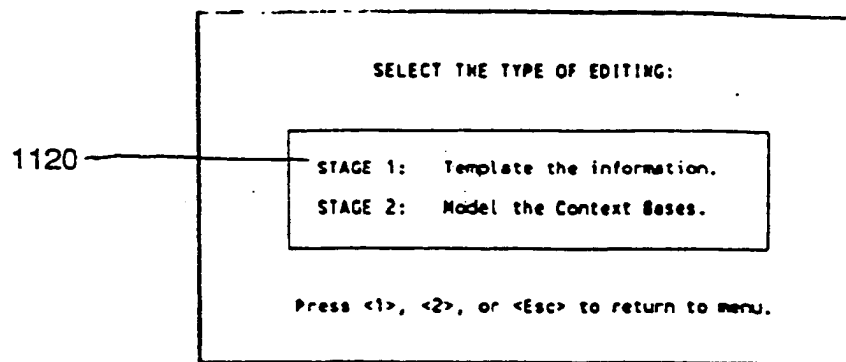 SELECT THE TYPE OF EDITING:
1120
STAGE 1: Template the information.
STAGE 2: Model the Context Bases.
Press <1>, <2>, or <Esc> to return to menu.